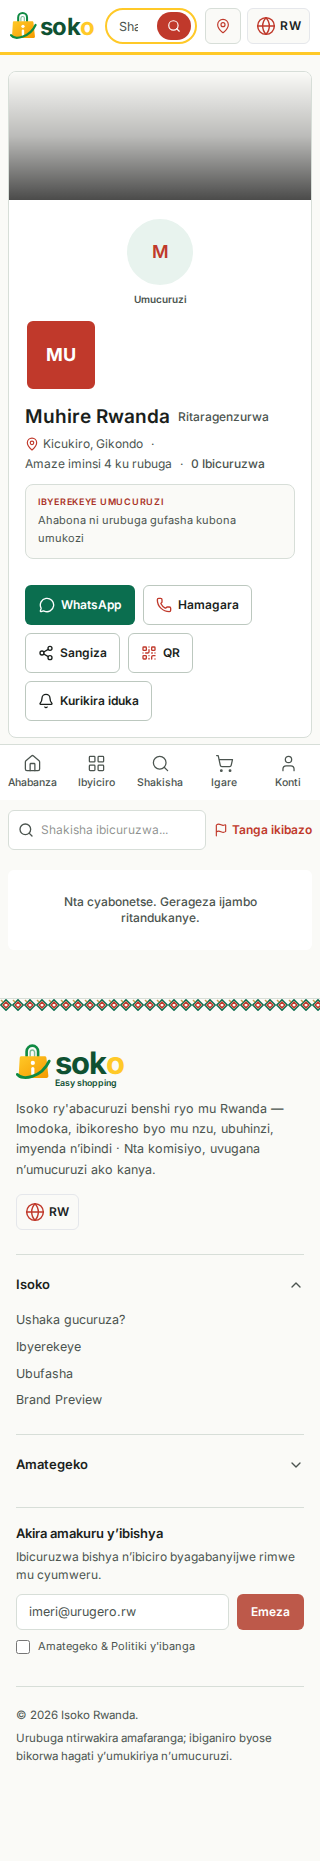 soko
Sha
RW
M
Umucuruzi
MU
Muhire Rwanda Ritaragenzurwa
Kicukiro, Gikondo ·
Amaze iminsi 4 ku rubuga · 0 Ibicuruzwa
IBYEREKEYE UMUCURUZI
Ahabona ni urubuga gufasha kubona
umukozi
WhatsApp
Hamagara
Sangiza
QR
Kurikira iduka
Ahabanza
Ibyiciro
Shakisha
Igare
Konti
Shakisha ibicuruzwa...
Tanga ikibazo
Nta cyabonetse. Gerageza ijambo
ritandukanye.
soko
Easy shopping
Isoko ry'abacuruzi benshi ryo mu Rwanda —
Imodoka, ibikoresho byo mu nzu, ubuhinzi,
imyenda n’ibindi · Nta komisiyo, uvugana
n’umucuruzi ako kanya.
RW
Isoko
Ushaka gucuruza?
Ibyerekeye
Ubufasha
Brand Preview
Amategeko
Akira amakuru y’ibishya
Ibicuruzwa bishya n’ibiciro byagabanyijwe rimwe
mu cyumweru.
imeri@urugero.rw
Emeza
Amategeko & Politiki y'ibanga
© 2026 Isoko Rwanda.
Urubuga ntirwakira amafaranga; ibiganiro byose
bikorwa hagati y’umukiriya n’umucuruzi.